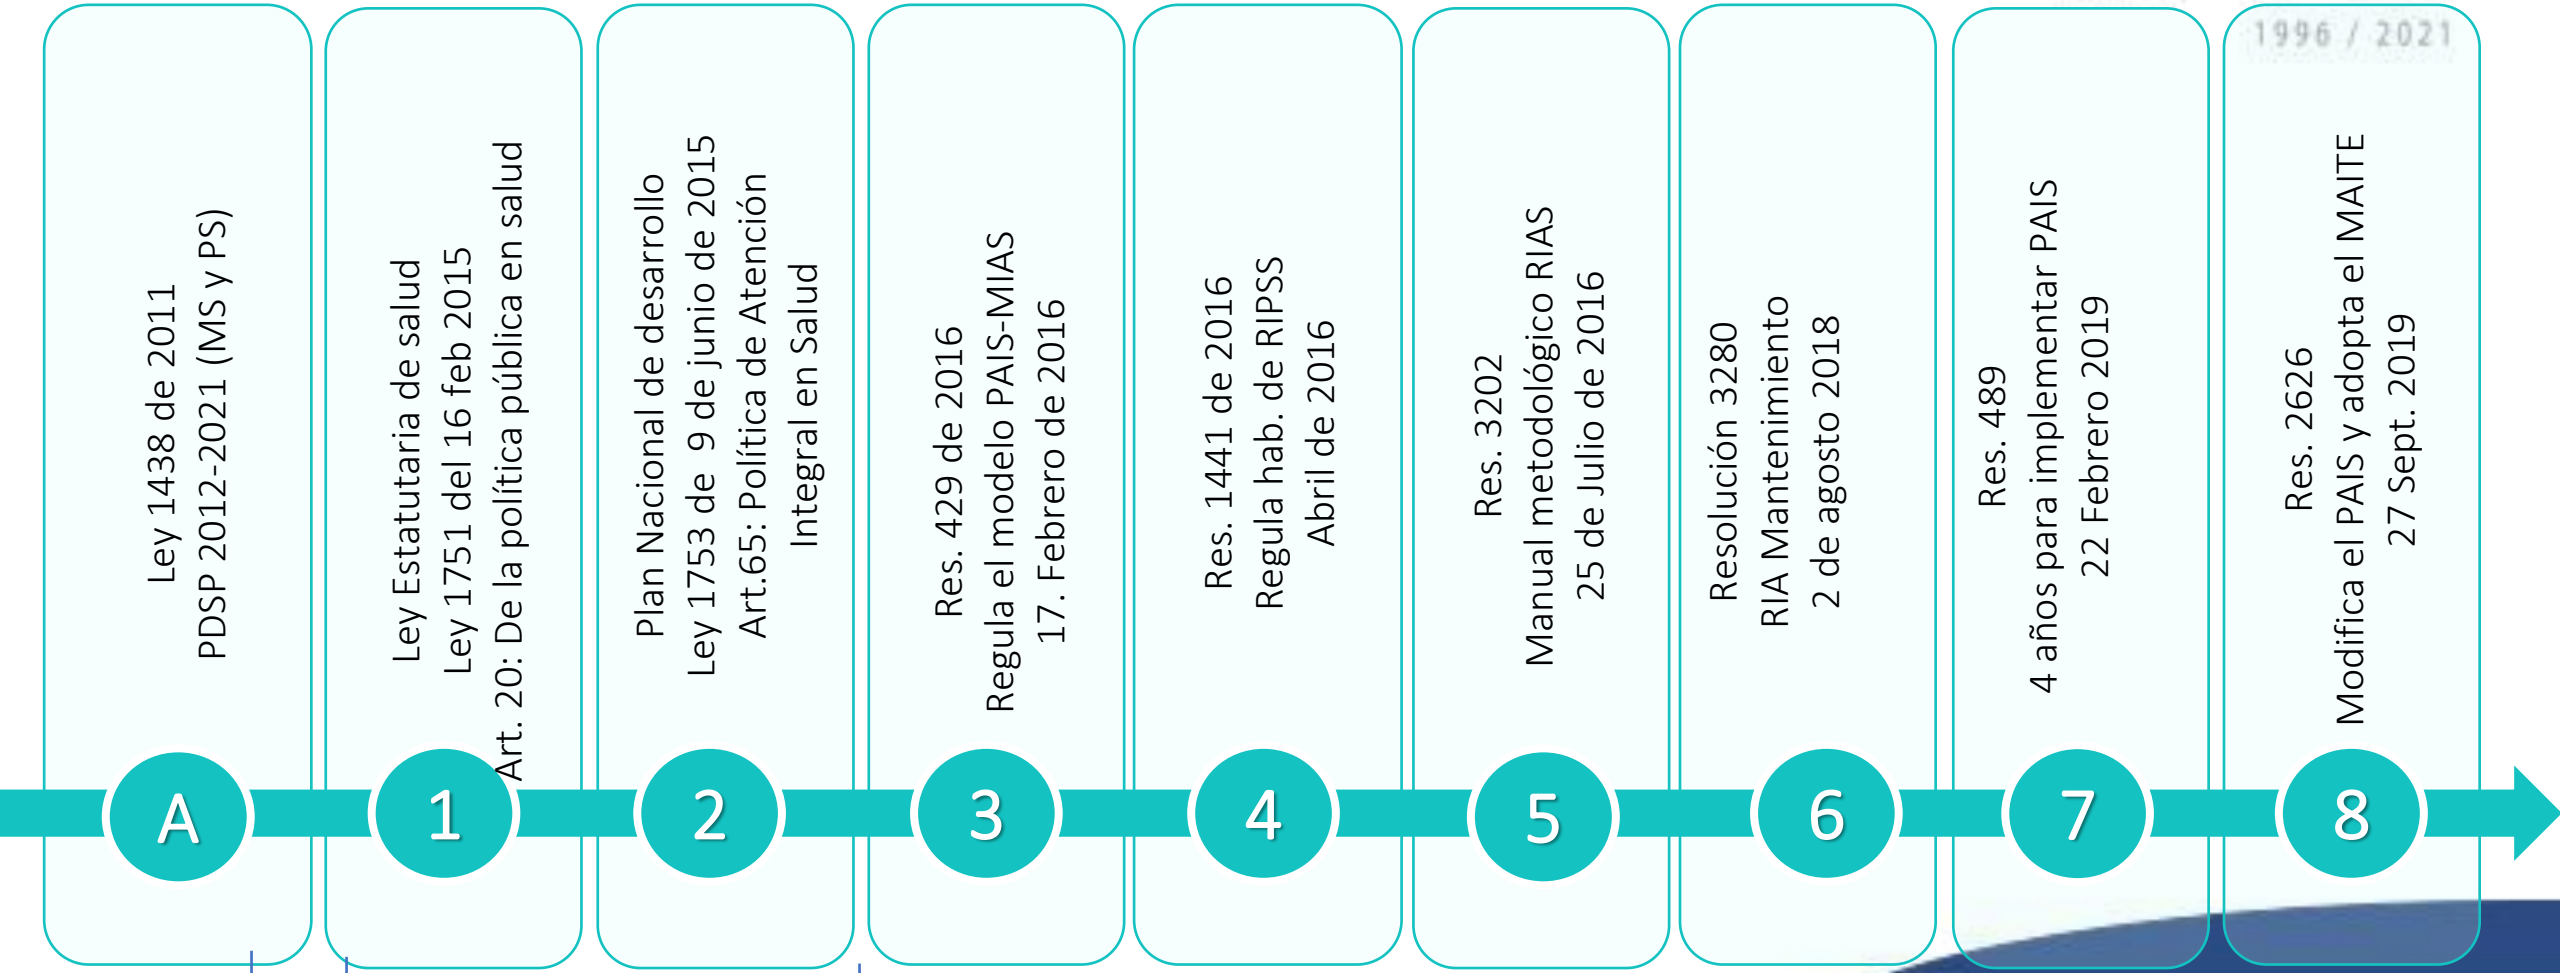 1996 / 2021
Ley 1438 de 2011
PDSP 2012-2021 (MS y PS)
A
Ley Estatutaria de salud
Ley 1751 del 16 feb 2015
Art. 20: De la política pública en salud
1
Plan Nacional de desarrollo
Ley 1753 de 9 de junio de 2015
Art.65: Política de Atención
Integral en Salud
2
Res. 429 de 2016
Regula el modelo PAIS-MIAS
17. Febrero de 2016
3
Res. 1441 de 2016
Regula hab. de RIPSS
Abril de 2016
4
Res. 3202
Manual metodológico RIAS
25 de Julio de 2016
5
Resolución 3280
RIA Mantenimiento
2 de agosto 2018
6
Res. 489
4 años para implementar PAIS
22 Febrero 2019
7
Res. 2626
Modifica el PAIS y adopta el MAITE
27 Sept. 2019
8